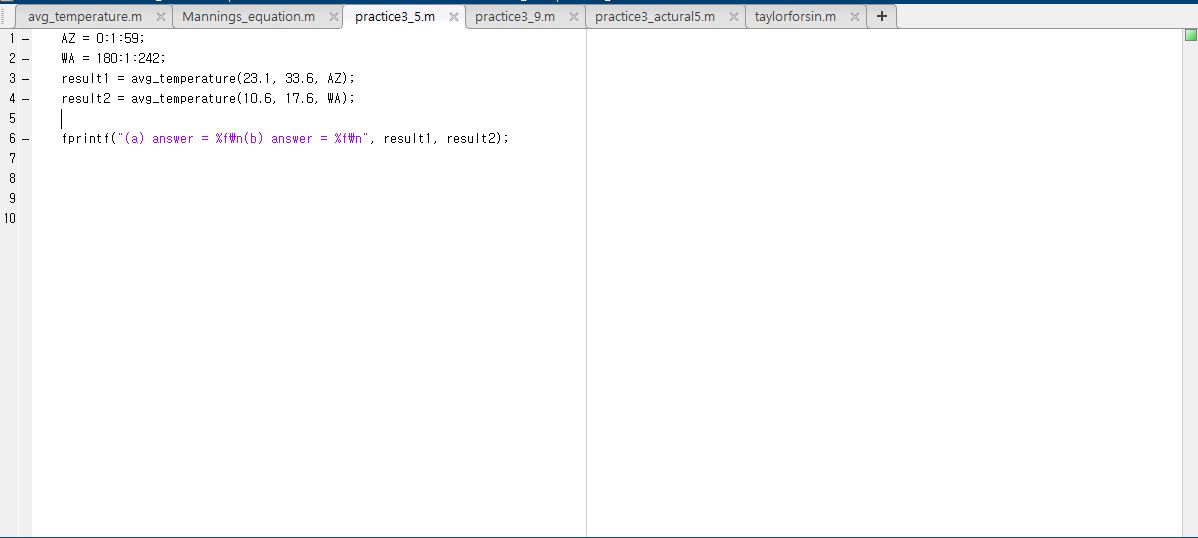 avg_temperature.m Mannings_equation.m practice3_5.m practice3_9.m practice3_actural5.m taylorforsin.m +
1 – AZ = 0:1:59;
2 – WA = 180:1:242;
3 – result1 = avg_temperature(23.1, 33.6, AZ);
4 – result2 = avg_temperature(10.6, 17.6, WA);
5
6 – fprintf("(a) answer = %f₩n(b) answer = %f₩n", result1, result2);
7
8
9
10